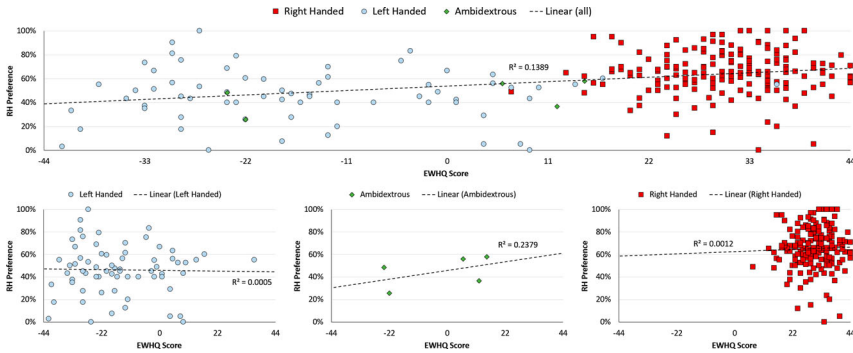 Right Handed Left Handed Ambidextrous Linear (all)
100%
80%
60%
40%
20%
0%
RH Preference
R² = 0.1389
-44 -33 -22 -11 0 11 22 33 44
EWHQ Score
Left Handed Linear (Left Handed)
100%
80%
60%
40%
20%
0%
RH Preference
R² = 0.0005
-44 -22 0 22 44
EWHQ Score
Ambidextrous Linear (Ambidextrous)
100%
80%
60%
40%
20%
0%
RH Preference
R² = 0.2379
-44 -22 0 22 44
EWHQ Score
Right Handed Linear (Right Handed)
100%
80%
60%
40%
20%
0%
RH Preference
R² = 0.0012
-44 -22 0 22 44
EWHQ Score